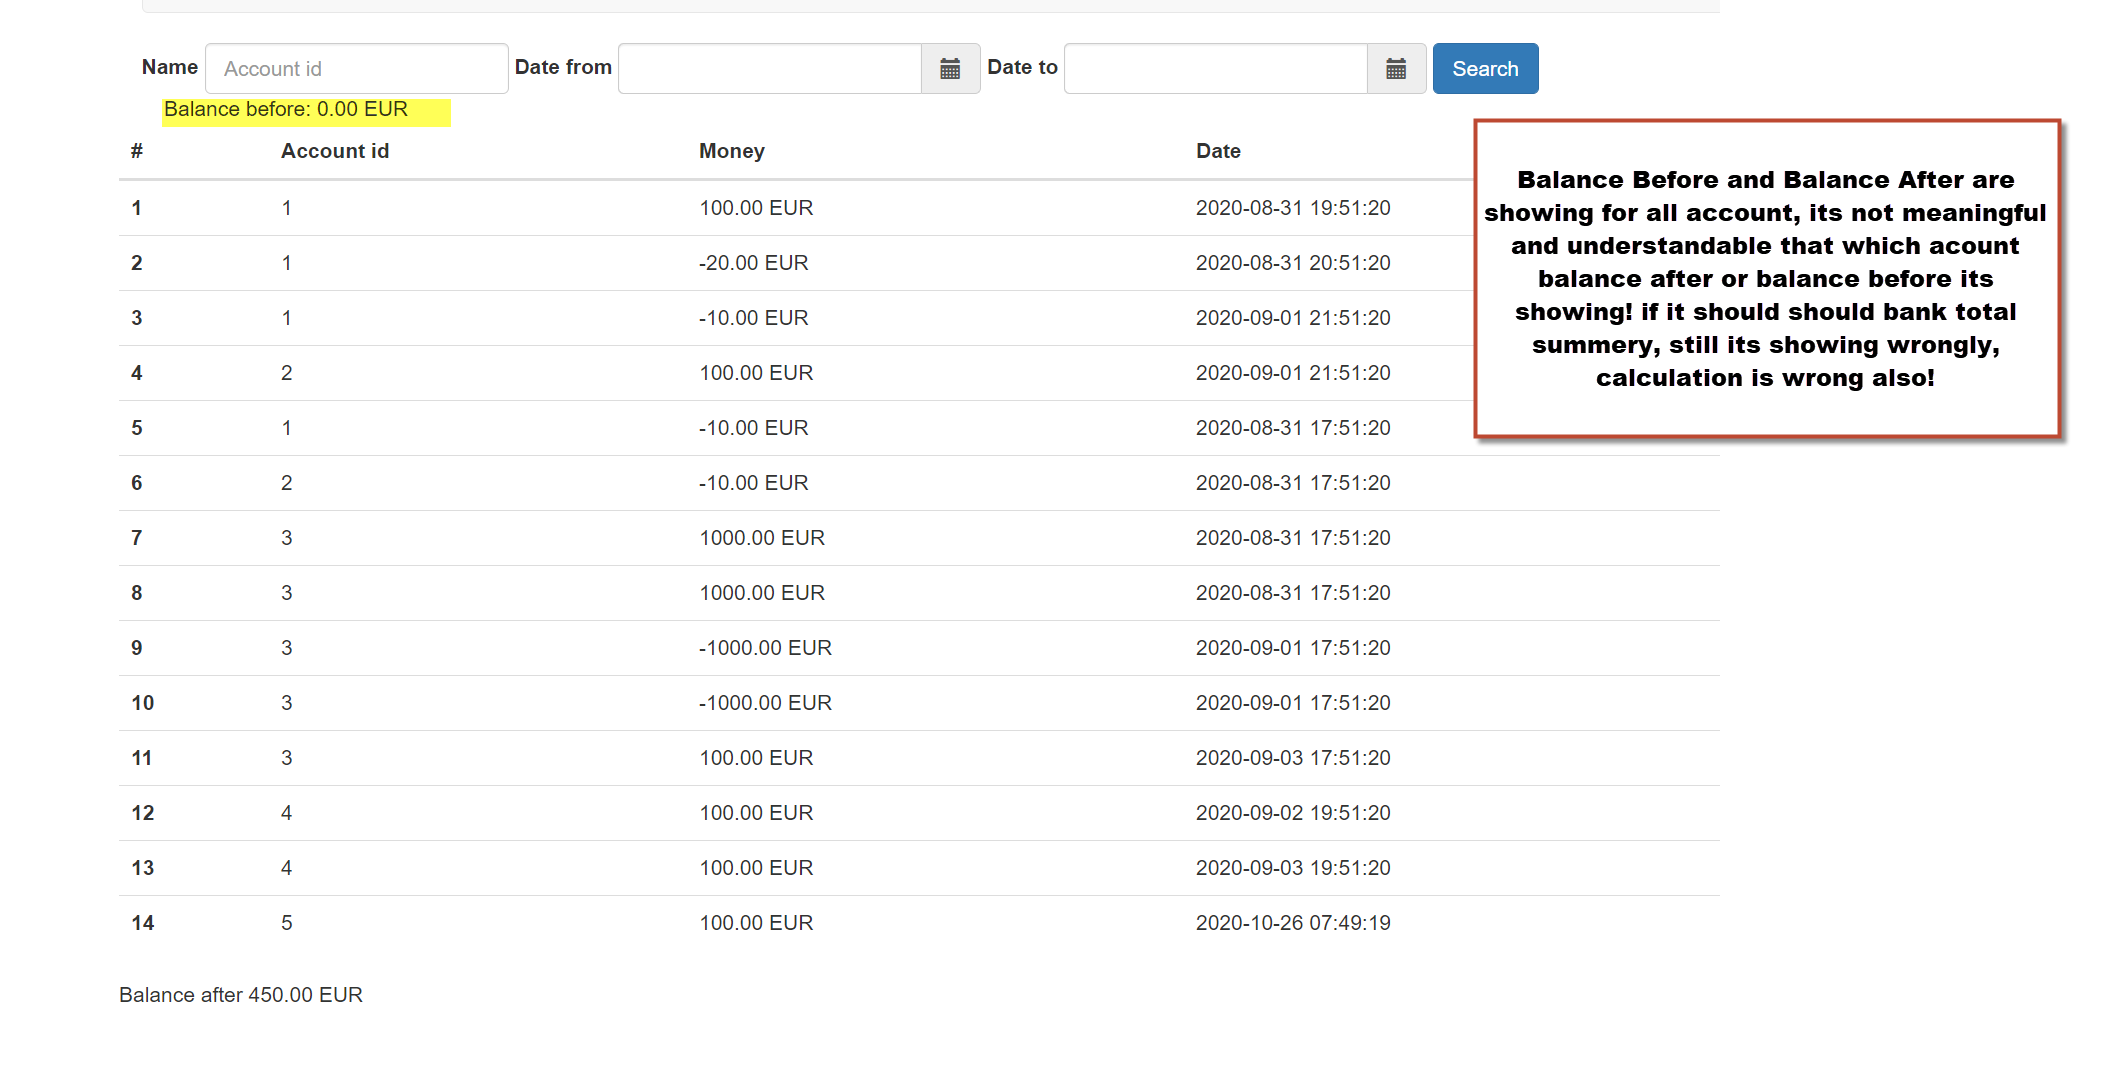 Name Account id Date from Date to Search
Balance before: 0.00 EUR
# Account id Money Date
1 1 100.00 EUR 2020-08-31 19:51:20
2 1 -20.00 EUR 2020-08-31 20:51:20
3 1 -10.00 EUR 2020-09-01 21:51:20
4 2 100.00 EUR 2020-09-01 21:51:20
5 1 -10.00 EUR 2020-08-31 17:51:20
6 2 -10.00 EUR 2020-08-31 17:51:20
7 3 1000.00 EUR 2020-08-31 17:51:20
8 3 1000.00 EUR 2020-08-31 17:51:20
9 3 -1000.00 EUR 2020-09-01 17:51:20
10 3 -1000.00 EUR 2020-09-01 17:51:20
11 3 100.00 EUR 2020-09-03 17:51:20
12 4 100.00 EUR 2020-09-02 19:51:20
13 4 100.00 EUR 2020-09-03 19:51:20
14 5 100.00 EUR 2020-10-26 07:49:19
Balance after 450.00 EUR
Balance Before and Balance After are
showing for all account, its not meaningful
and understandable that which acount
balance after or balance before its
showing! if it should should bank total
summery, still its showing wrongly,
calculation is wrong also!